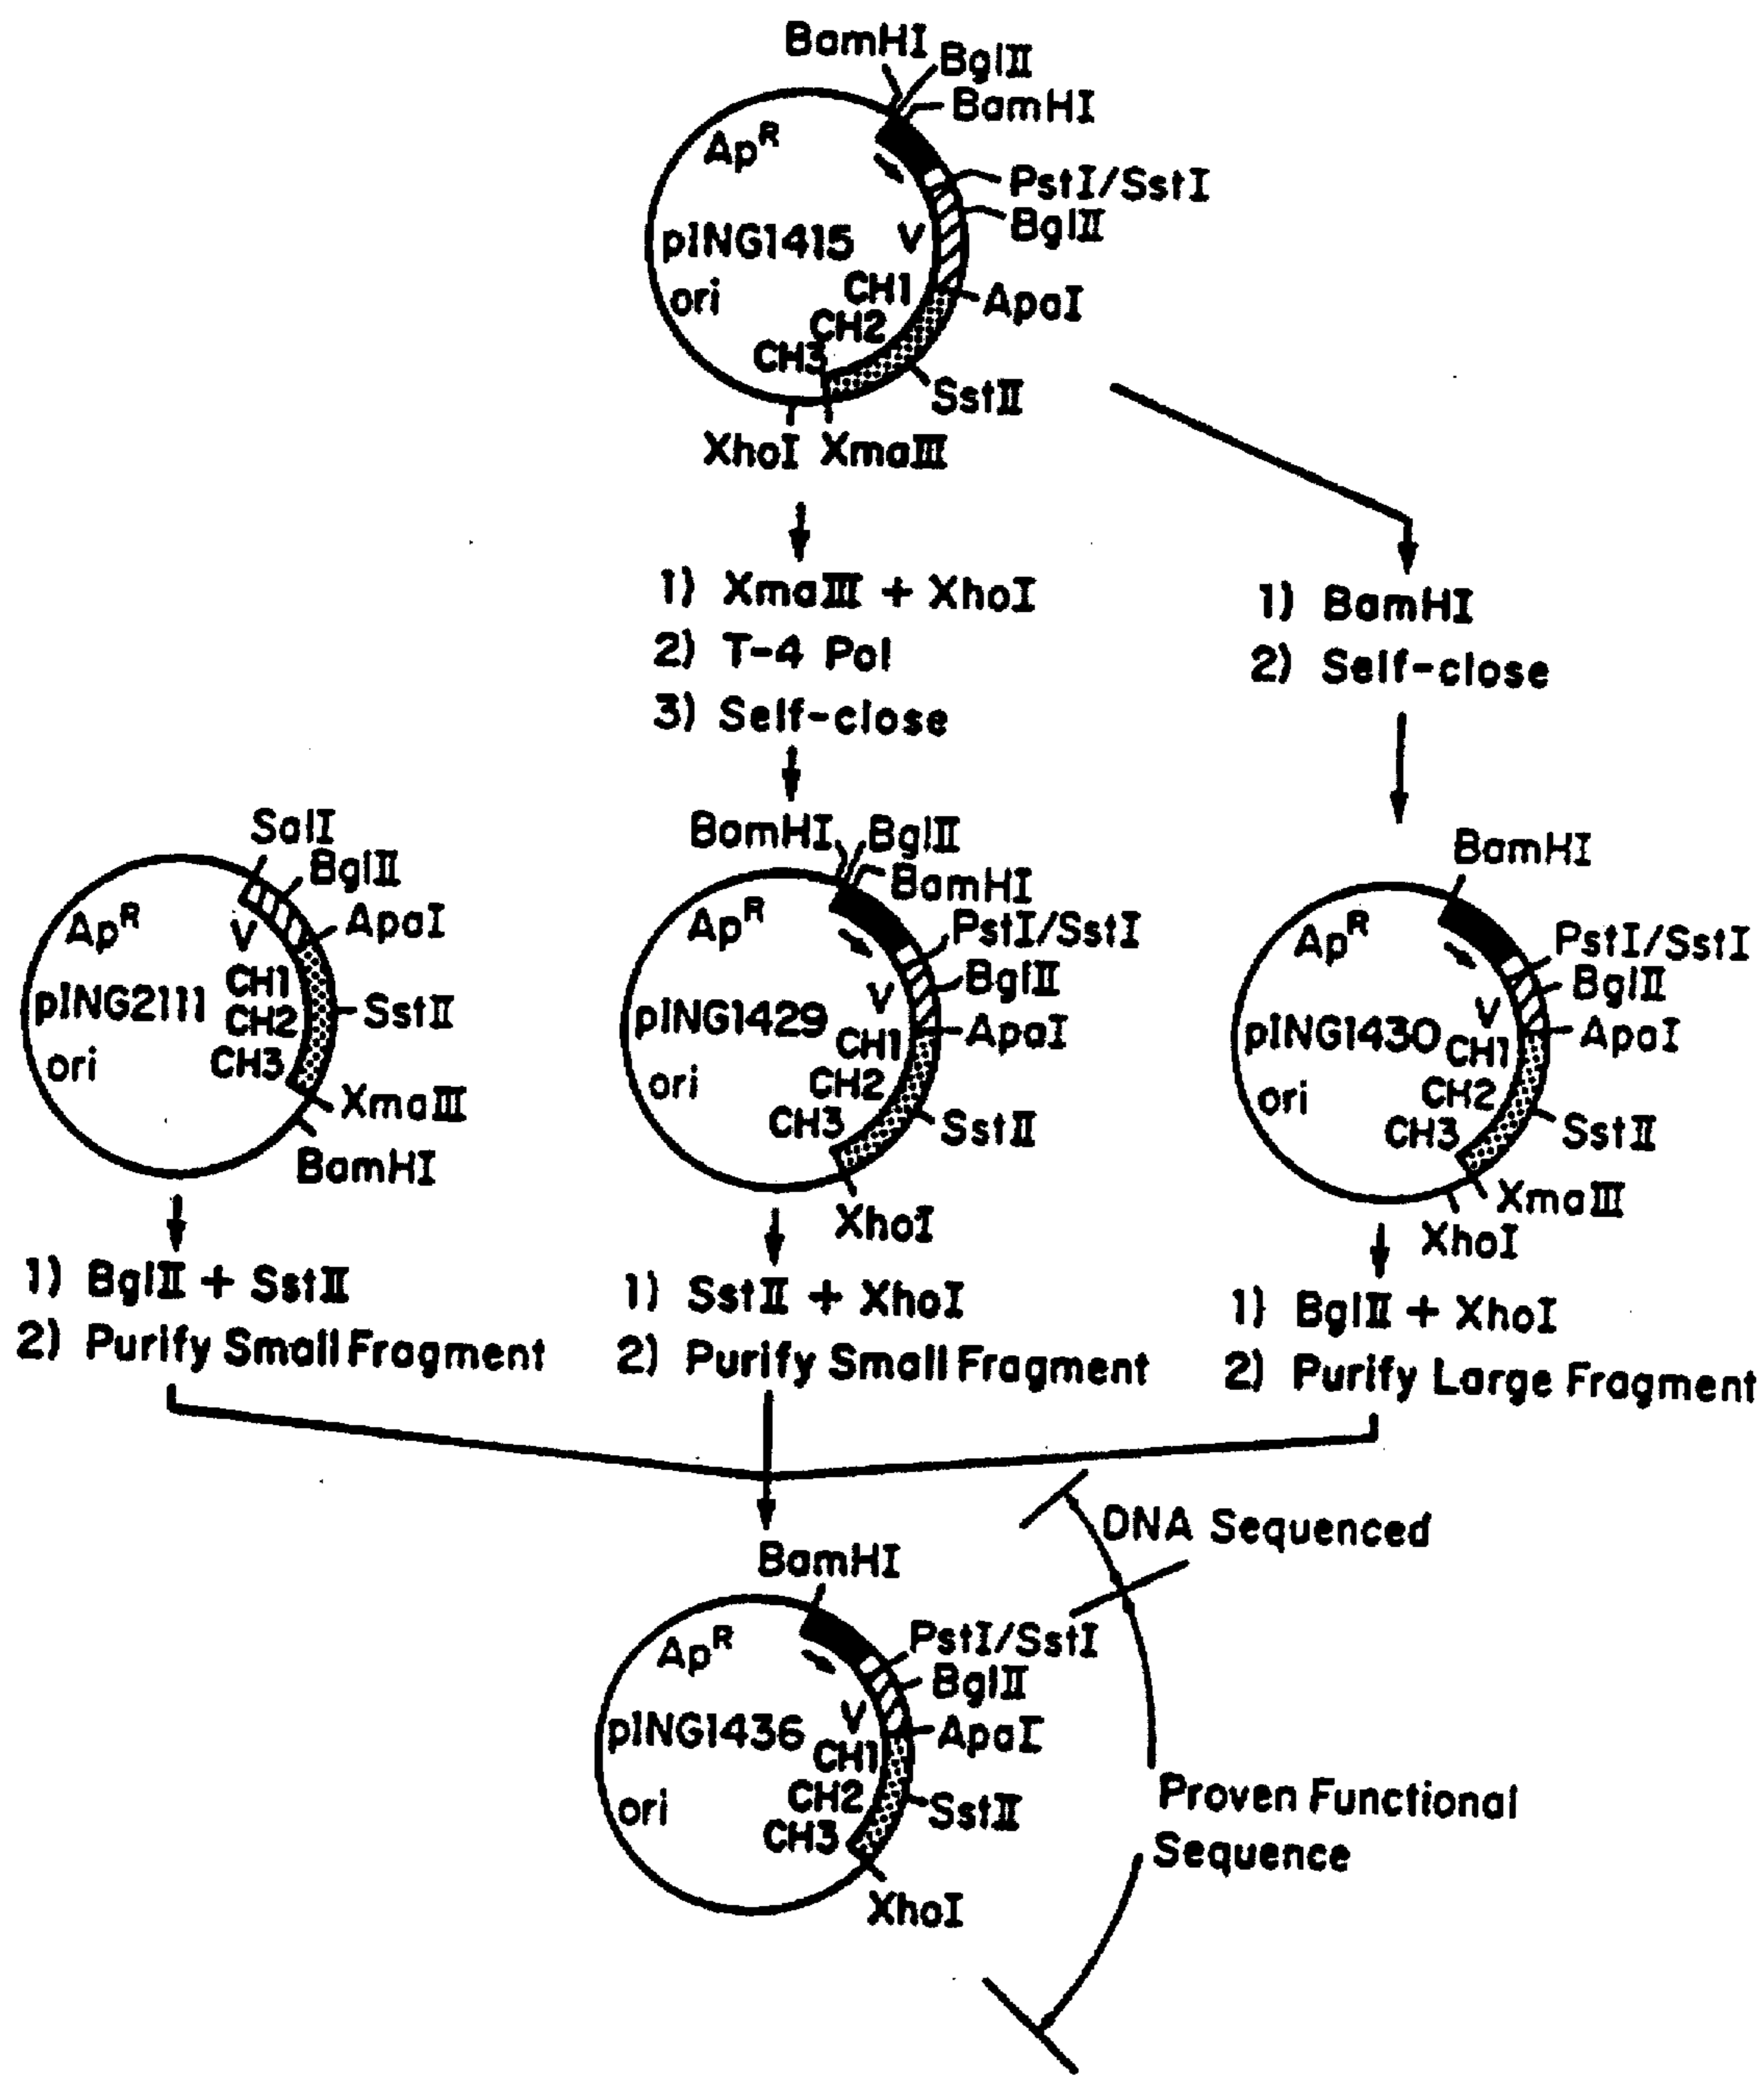 BamHI
BglII
BamHI
Ap^R
PstI/SstI
BglII
pING1415
V
ori
CH1
ApaI
CH2
CH3
SstII
XhoI XmaIII
1) XmaIII + XhoI
2) T-4 Pol
3) Self-close
1) BamHI
2) Self-close
SalI
BglII
Ap^R
ApaI
V
CH1
pING2111
CH2
SstII
ori
CH3
XmaIII
BamHI
1) BglII + SstII
2) Purify Small Fragment
BamHI
BglII
BamHI
Ap^R
PstI/SstI
BglII
V
pING1429
ApaI
CH1
ori
CH2
CH3
SstII
XhoI
1) SstII + XhoI
2) Purify Small Fragment
BamHI
Ap^R
PstI/SstI
BglII
V
pING1430
ApaI
CH1
ori
CH2
CH3
SstII
XmaIII
XhoI
1) BglII + XhoI
2) Purify Large Fragment
DNA Sequenced
BamHI
Ap^R
PstI/SstI
BglII
V
pING1436
ApaI
CH1
ori
CH2
SstII
CH3
XhoI
Proven Functional
Sequence